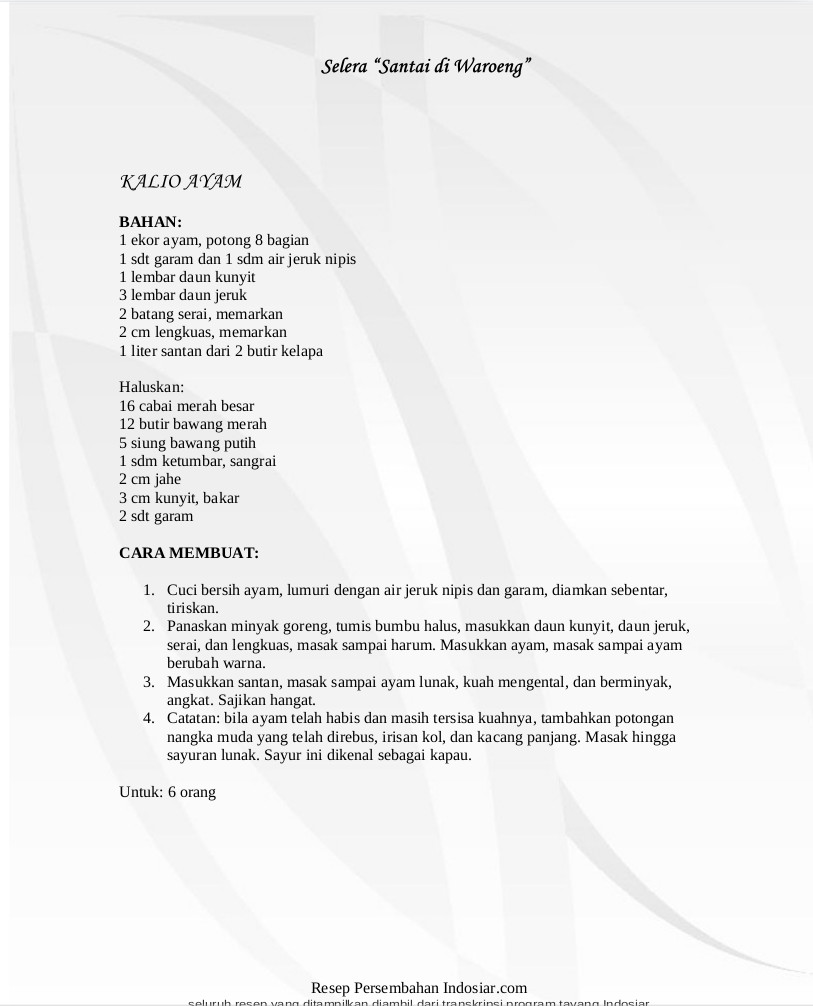 Selera “Santai di Waroeng”
KALIO AYAM
BAHAN:
1 ekor ayam, potong 8 bagian
1 sdt garam dan 1 sdm air jeruk nipis
1 lembar daun kunyit
3 lembar daun jeruk
2 batang serai, memarkan
2 cm lengkuas, memarkan
1 liter santan dari 2 butir kelapa
Haluskan:
16 cabai merah besar
12 butir bawang merah
5 siung bawang putih
1 sdm ketumbar, sangrai
2 cm jahe
3 cm kunyit, bakar
2 sdt garam
CARA MEMBUAT:
1. Cuci bersih ayam, lumuri dengan air jeruk nipis dan garam, diamkan sebentar,
tiriskan.
2. Panaskan minyak goreng, tumis bumbu halus, masukkan daun kunyit, daun jeruk,
serai, dan lengkuas, masak sampai harum. Masukkan ayam, masak sampai ayam
berubah warna.
3. Masukkan santan, masak sampai ayam lunak, kuah mengental, dan berminyak,
angkat. Sajikan hangat.
4. Catatan: bila ayam telah habis dan masih tersisa kuahnya, tambahkan potongan
nangka muda yang telah direbus, irisan kol, dan kacang panjang. Masak hingga
sayuran lunak. Sayur ini dikenal sebagai kapau.
Untuk: 6 orang
Resep Persembahan Indosiar.com
seluruh resep yang ditampilkan diambil dari transkripsi program tayang Indosiar